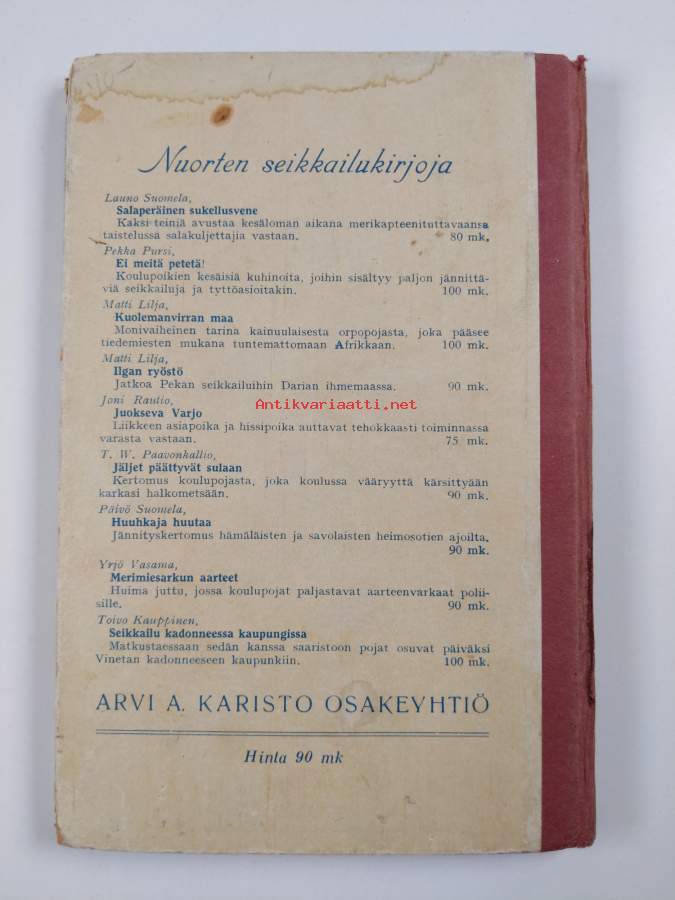 Nuorten seikkailukirjoja
Launo Suomela,
Salaperäinen sukellusvene
Kaksi teiniä avustaa kesäloman aikana merikapteenituttavaansa
taistelussa salakuljettajia vastaan. 80 mk.
Pekka Pursi,
Ei meitä petetä!
Koulupoikien kesäisiä kuhinoita, joihin sisältyy paljon jännittä-
viä seikkailuja ja tyttöasioitakin. 100 mk.
Matti Lilja,
Kuolemanvirran maa
Monivaiheinen tarina kainuulaisesta orpopojasta, joka pääsee
tiedemiesten mukana tuntemattomaan Afrikkaan. 100 mk.
Matti Lilja,
Ilgan ryöstö
Jatkoa Pekan seikkailuihin Darian ihmemaassa. 90 mk.
Joni Rautio,
Antikvariaatti.net
Juokseva Varjo
Liikkeen asiapoika ja hissipoika auttavat tehokkaasti toiminnassa
varasta vastaan. 75 mk.
T. W. Paavonkallio,
Jäljet päättyvät sulaan
Kertomus koulupojasta, joka koulussa vääryyttä kärsittyään
karkasi halkometsään. 90 mk.
Päivö Suomela,
Huuhkaja huutaa
Jännityskertomus hämäläisten ja savolaisten heimosotien ajoilta.
90 mk.
Yrjö Vasama,
Merimiesarkun aarteet
Huima juttu, jossa koulupojat paljastavat aarteenvarkaat polii-
sille. 90 mk.
Toivo Kauppinen,
Seikkailu kadonneessa kaupungissa
Matkustaessaan sedän kanssa saaristoon pojat osuvat päiväksi
Vinetan kadonneeseen kaupunkiin. 100 mk.
ARVI A. KARISTO OSAKEYHTIÖ
Hinta 90 mk